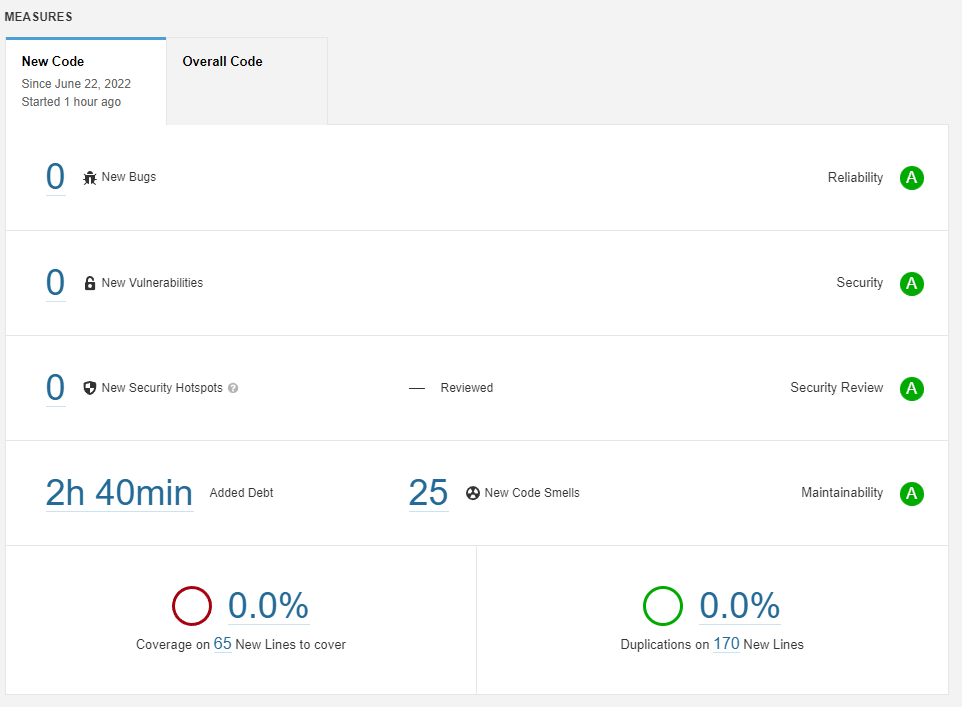 MEASURES
New Code
Overall Code
Since June 22, 2022
Started 1 hour ago
0 New Bugs
Reliability A
0 New Vulnerabilities
Security A
0 New Security Hotspots ?
— Reviewed
Security Review A
2h 40min Added Debt
25 New Code Smells
Maintainability A
0.0%
Coverage on 65 New Lines to cover
0.0%
Duplications on 170 New Lines